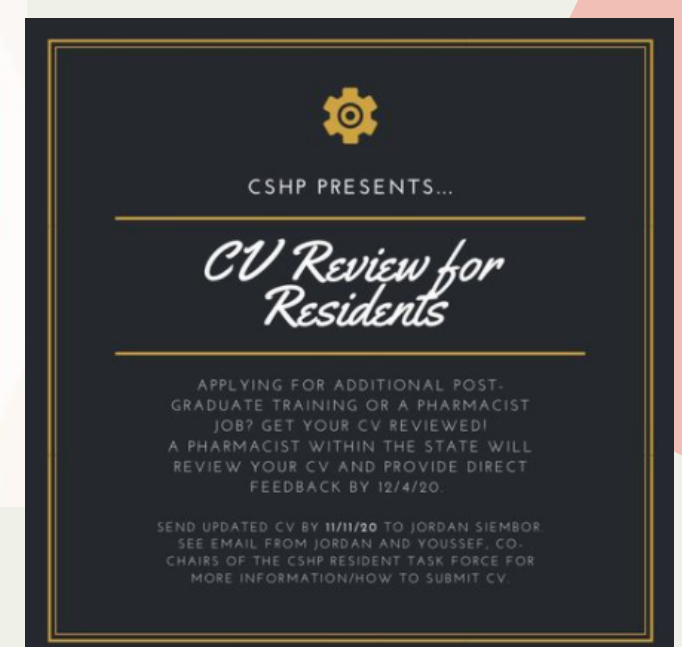 CSHP PRESENTS...
CV Review for
Residents
APPLYING FOR ADDITIONAL POST-
GRADUATE TRAINING OR A PHARMACIST
JOB? GET YOUR CV REVIEWED!
A PHARMACIST WITHIN THE STATE WILL
REVIEW YOUR CV AND PROVIDE DIRECT
FEEDBACK BY 12/4/20.
SEND UPDATED CV BY 11/11/20 TO JORDAN SIEMBOR.
SEE EMAIL FROM JORDAN AND YOUSSEF, CO-
CHAIRS OF THE CSHP RESIDENT TASK FORCE FOR
MORE INFORMATION/HOW TO SUBMIT CV.